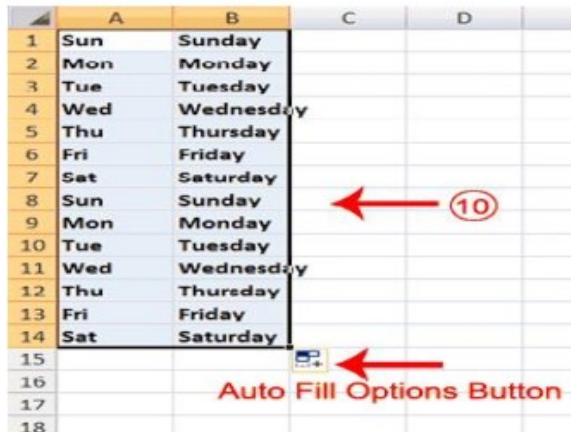 A B C D
1 Sun Sunday
2 Mon Monday
3 Tue Tuesday
4 Wed Wednesday
5 Thu Thursday
6 Fri Friday
7 Sat Saturday
8 Sun Sunday 10
9 Mon Monday
10 Tue Tuesday
11 Wed Wednesday
12 Thu Thursday
13 Fri Friday
14 Sat Saturday
15
16
Auto Fill Options Button
17
18